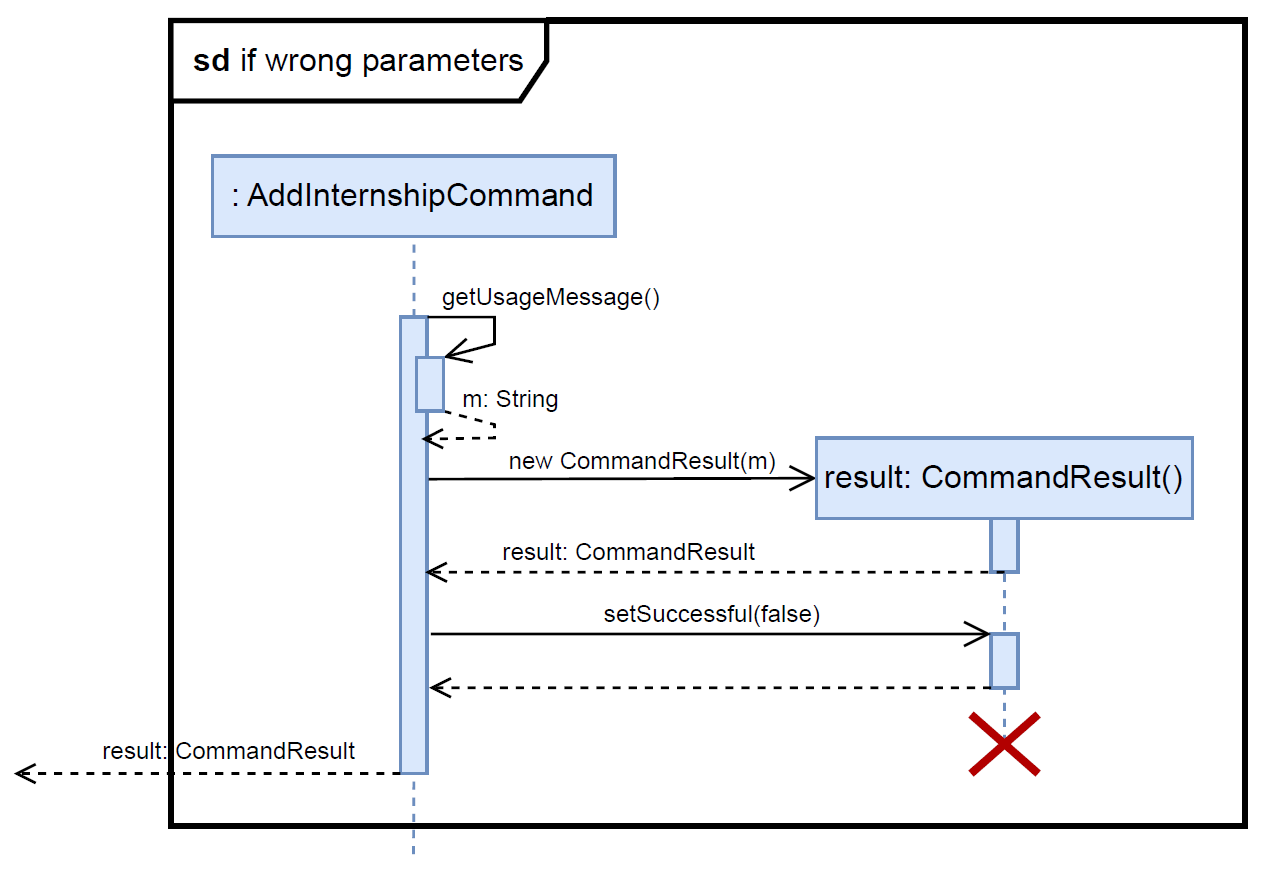 sd if wrong parameters
: AddInternshipCommand
getUsageMessage()
m: String
new CommandResult(m)
result: CommandResult()
result: CommandResult
setSuccessful(false)
result: CommandResult